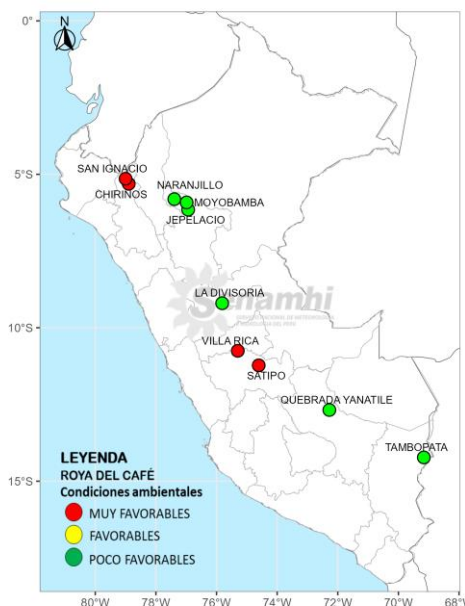 N
0°
SAN IGNACIO
CHIRINOS
NARANJILLO
MOYOBAMBA
JEPELACIO
5°S
LA DIVISORIA
Senamhi
10°S
VILLA RICA
SATIPO
QUEBRADA YANATILE
TAMBOPATA
LEYENDA
ROYA DEL CAFÉ
Condiciones ambientales
MUY FAVORABLES
FAVORABLES
POCO FAVORABLES
15°S
80°W 78°W 76°W 74°W 72°W 70°W 68°W